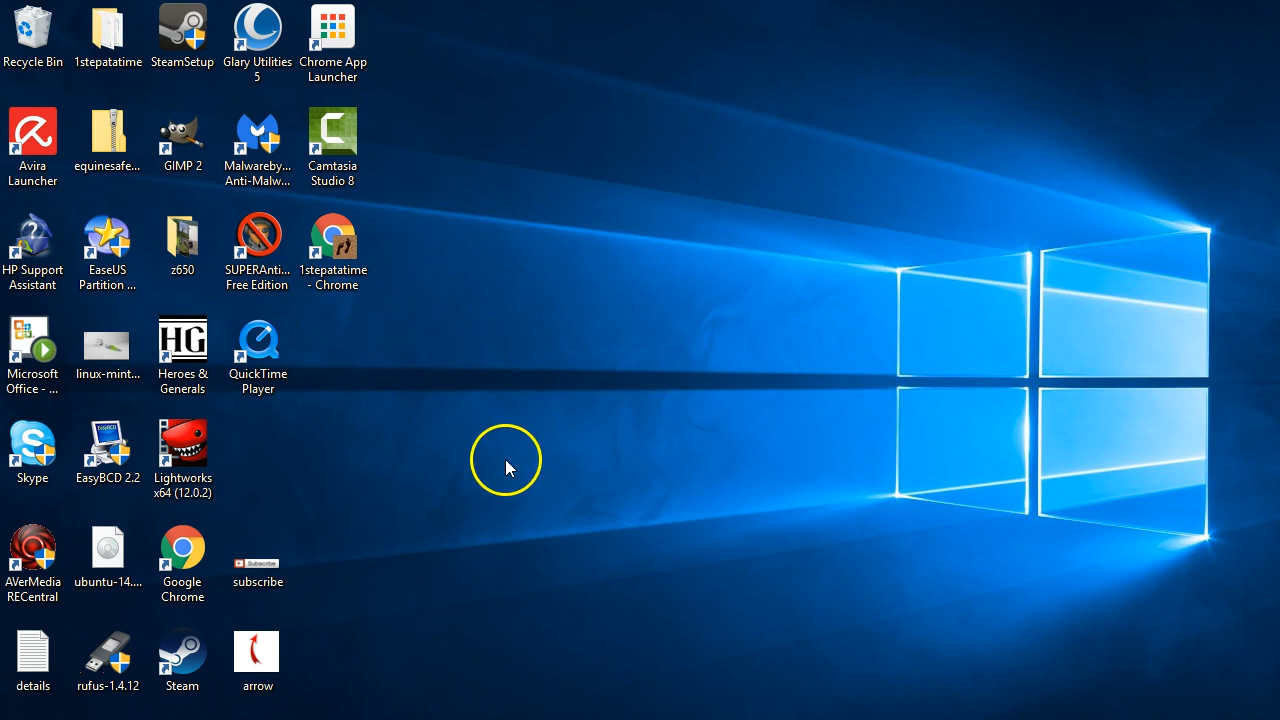 Recycle Bin
1stepatatime
SteamSetup
Glary Utilities
5
Chrome App
Launcher
Avira
Launcher
equinesafe...
GIMP 2
Malwareby...
Anti-Malw...
Camtasia
Studio 8
HP Support
Assistant
EaseUS
Partition ...
z650
SUPERAnti...
Free Edition
1stepatatime
- Chrome
Microsoft
Office - ...
linux-mint...
HG
Heroes &
Generals
QuickTime
Player
Skype
EasyBCD
EasyBCD 2.2
Lightworks
x64 (12.0.2)
AVerMedia
RECentral
ubuntu-14....
Google
Chrome
Subscribe
subscribe
details
rufus-1.4.12
Steam
arrow